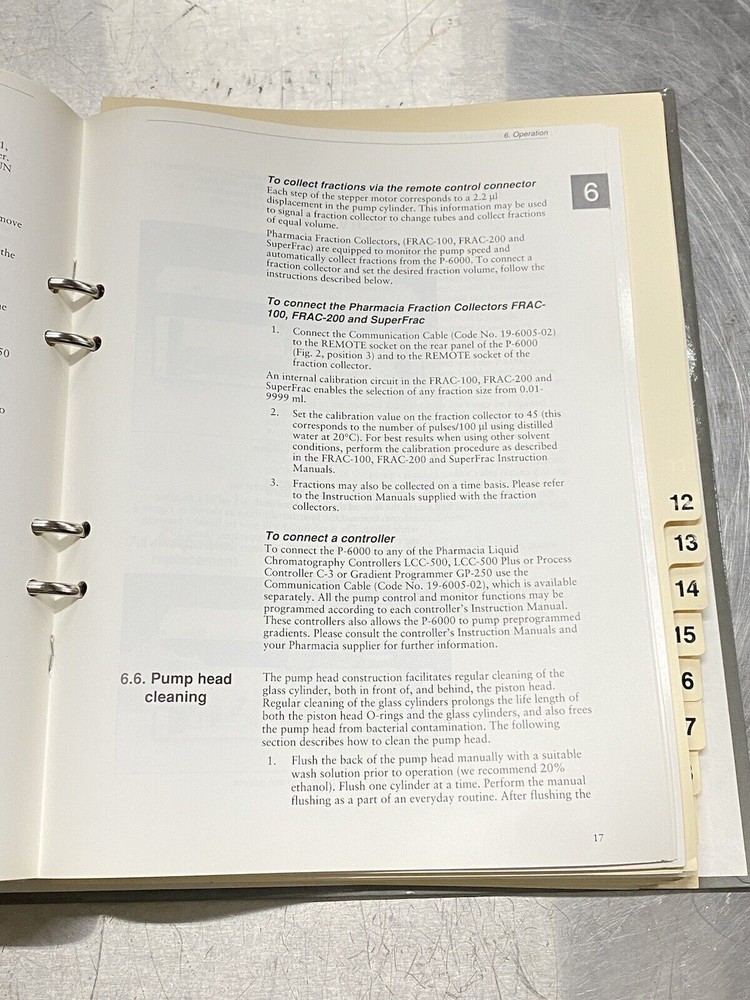 1,
er.
UN
move
the
50
6. Operation
6
To collect fractions via the remote control connector
Each step of the stepper motor corresponds to a 2.2 µl
displacement in the pump cylinder. This information may be used
to signal a fraction collector to change tubes and collect fractions
of equal volume.
Pharmacia Fraction Collectors, (FRAC-100, FRAC-200 and
SuperFrac) are equipped to monitor the pump speed and
automatically collect fractions from the P-6000. To connect a
fraction collector and set the desired fraction volume, follow the
instructions described below.
To connect the Pharmacia Fraction Collectors FRAC-
100, FRAC-200 and SuperFrac
1. Connect the Communication Cable (Code No. 19-6005-02)
to the REMOTE socket on the rear panel of the P-6000
(Fig. 2, position 3) and to the REMOTE socket of the
fraction collector.
An internal calibration circuit in the FRAC-100, FRAC-200 and
SuperFrac enables the selection of any fraction size from 0.01-
9999 ml.
2. Set the calibration value on the fraction collector to 45 (this
corresponds to the number of pulses/100 µl using distilled
water at 20°C). For best results when using other solvent
conditions, perform the calibration procedure as described
in the FRAC-100, FRAC-200 and SuperFrac Instruction
Manuals.
3. Fractions may also be collected on a time basis. Please refer
to the Instruction Manuals supplied with the fraction
collectors.
To connect a controller
To connect the P-6000 to any of the Pharmacia Liquid
Chromatography Controllers LCC-500, LCC-500 Plus or Process
Controller C-3 or Gradient Programmer GP-250 use the
Communication Cable (Code No. 19-6005-02), which is available
separately. All the pump control and monitor functions may be
programmed according to each controller's Instruction Manual.
These controllers also allows the P-6000 to pump preprogrammed
gradients. Please consult the controller's Instruction Manuals and
your Pharmacia supplier for further information.
6.6. Pump head
cleaning
The pump head construction facilitates regular cleaning of the
glass cylinder, both in front of, and behind, the piston head.
Regular cleaning of the glass cylinders prolongs the life length of
both the piston head O-rings and the glass cylinders, and also frees
the pump head from bacterial contamination. The following
section describes how to clean the pump head.
1. Flush the back of the pump head manually with a suitable
wash solution prior to operation (we recommend 20%
ethanol). Flush one cylinder at a time. Perform the manual
flushing as a part of an everyday routine. After flushing the
17
12
13
14
15
6
7